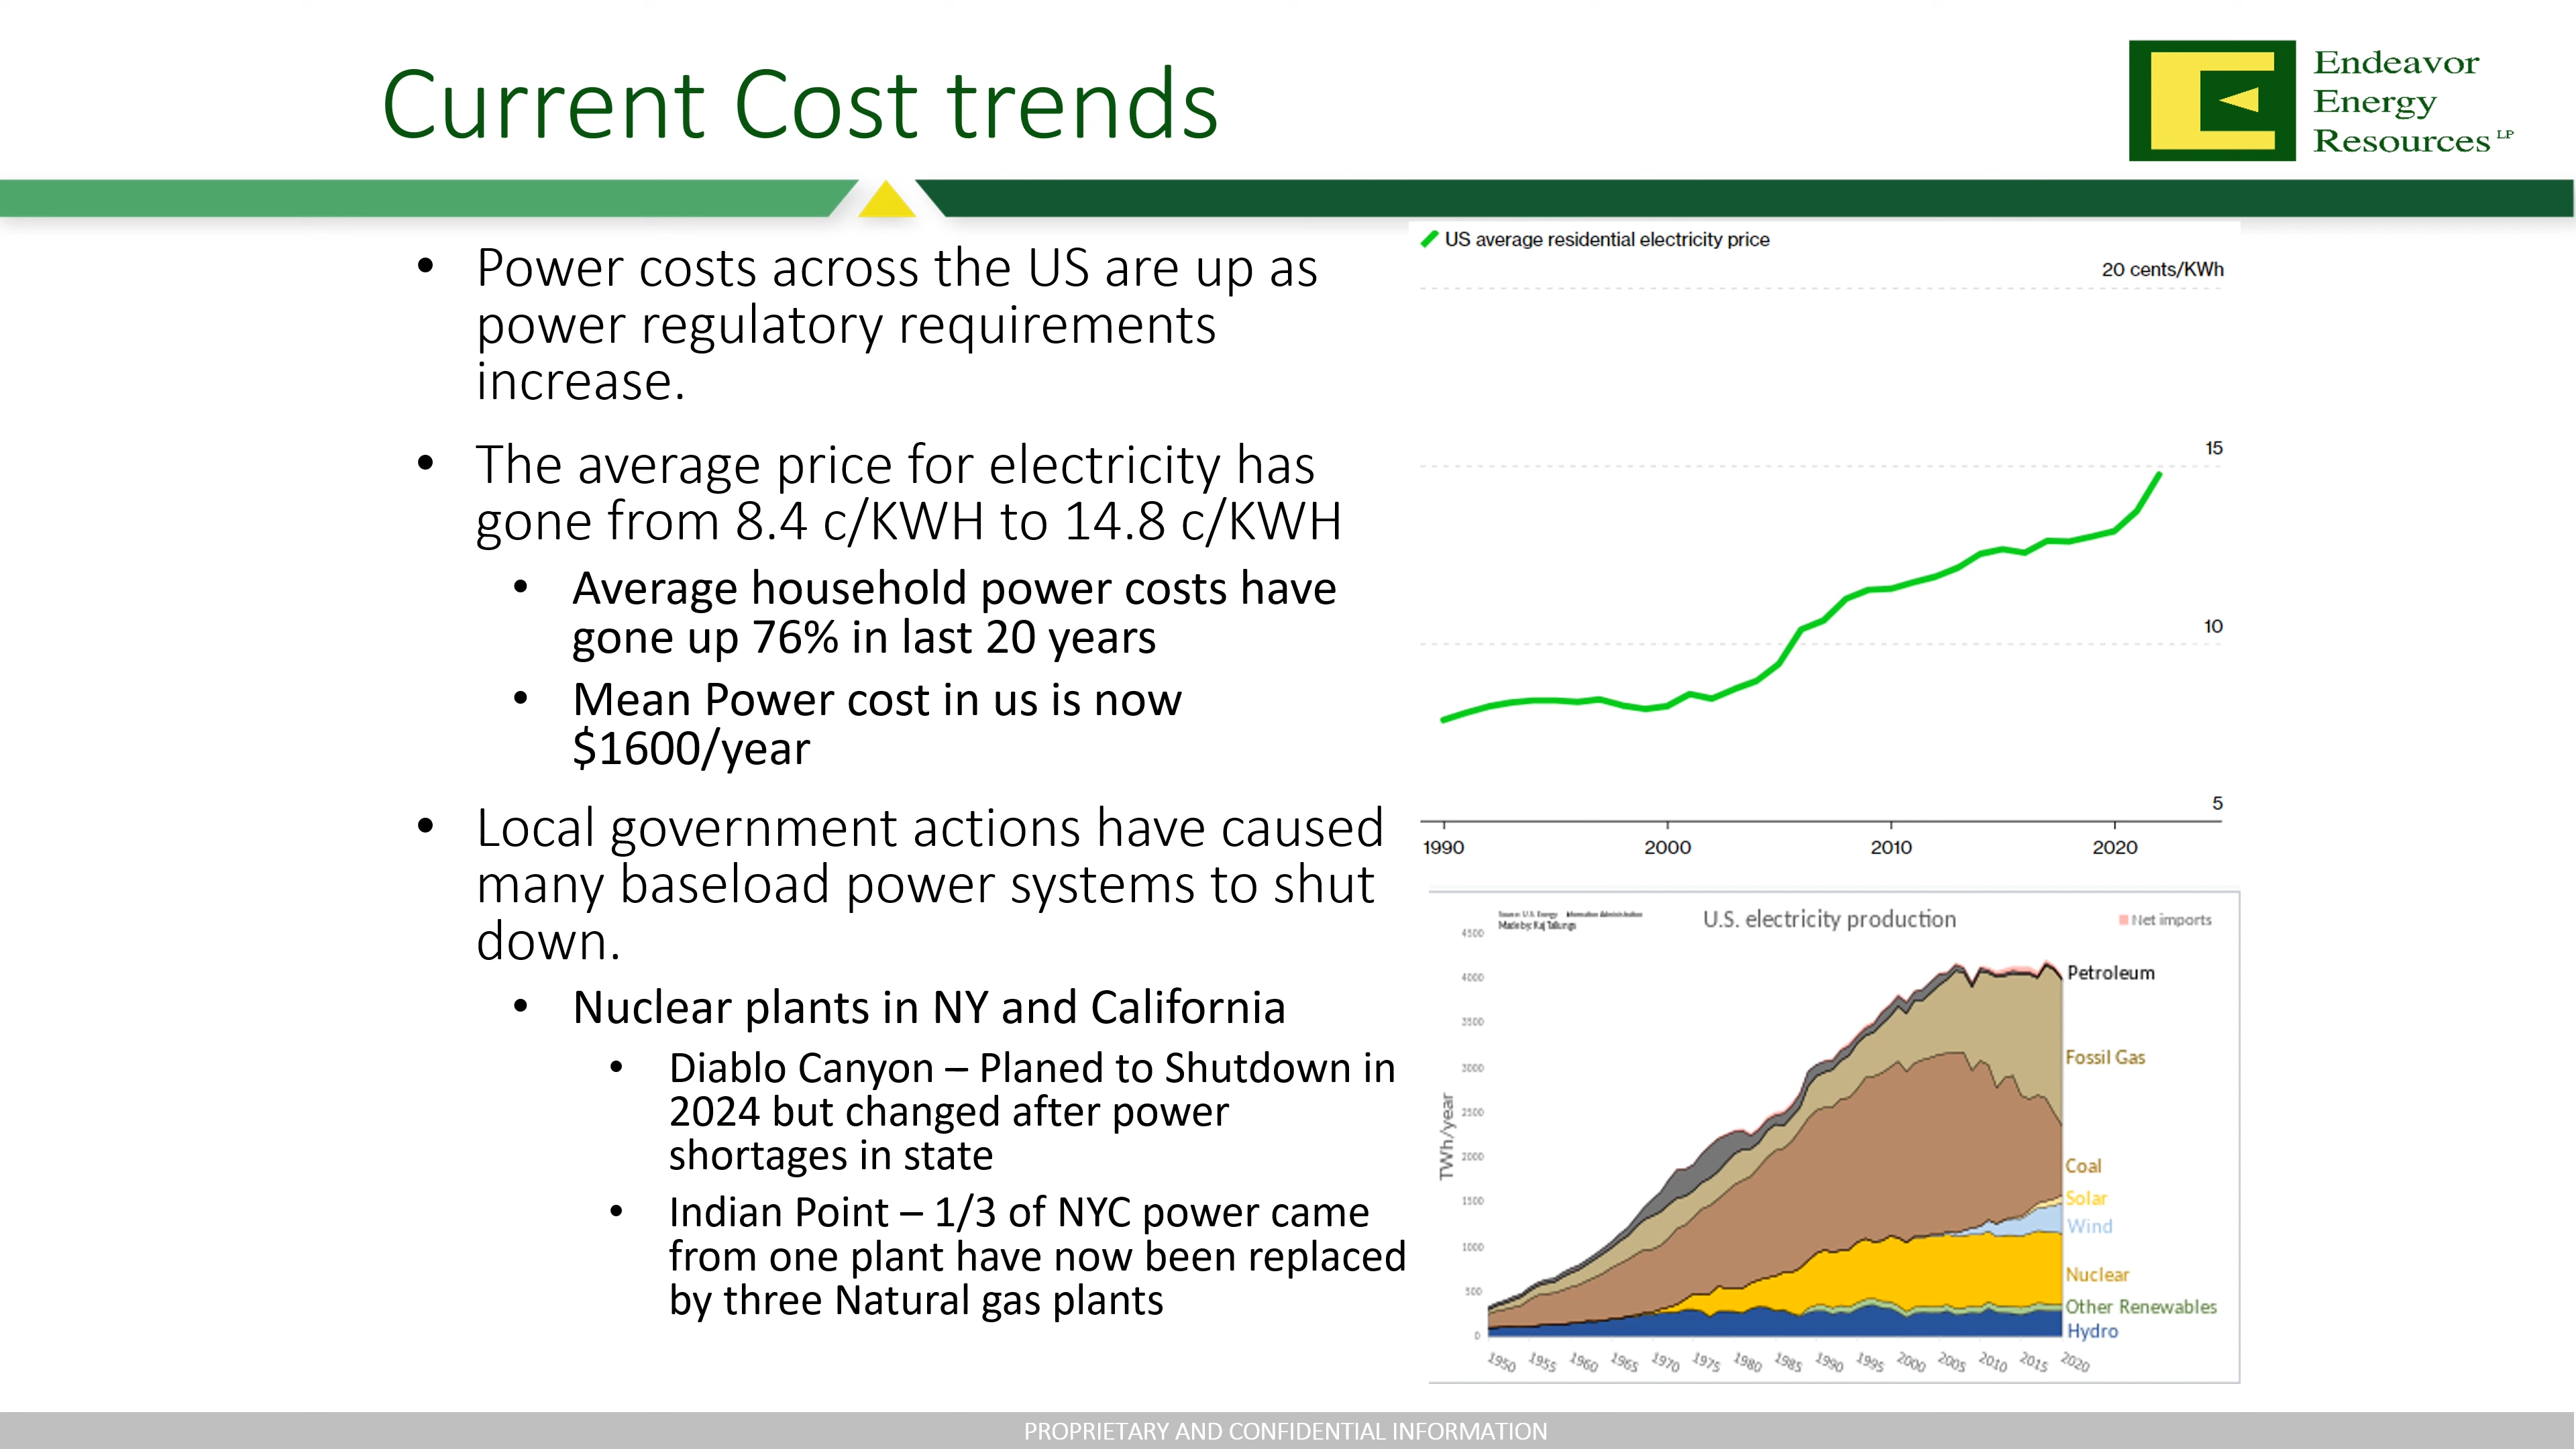 Current Cost trends
Endeavor
Energy
Resources LP
• Power costs across the US are up as
power regulatory requirements
increase.
• The average price for electricity has
gone from 8.4 c/KWH to 14.8 c/KWH
• Average household power costs have
gone up 76% in last 20 years
• Mean Power cost in us is now
$1600/year
• Local government actions have caused
many baseload power systems to shut
down.
• Nuclear plants in NY and California
• Diablo Canyon – Planed to Shutdown in
2024 but changed after power
shortages in state
• Indian Point – 1/3 of NYC power came
from one plant have now been replaced
by three Natural gas plants
US average residential electricity price
20 cents/KWh
15
10
5
1990 2000 2010 2020
Source: U.S. Energy Information Administration
Made by: Kaj Tallungs
U.S. electricity production
Net imports
TWh/year
4500
4000
3500
3000
2500
2000
1500
1000
500
0
Petroleum
Fossil Gas
Coal
Solar
Wind
Nuclear
Other Renewables
Hydro
1950 1955 1960 1965 1970 1975 1980 1985 1990 1995 2000 2005 2010 2015 2020
PROPRIETARY AND CONFIDENTIAL INFORMATION